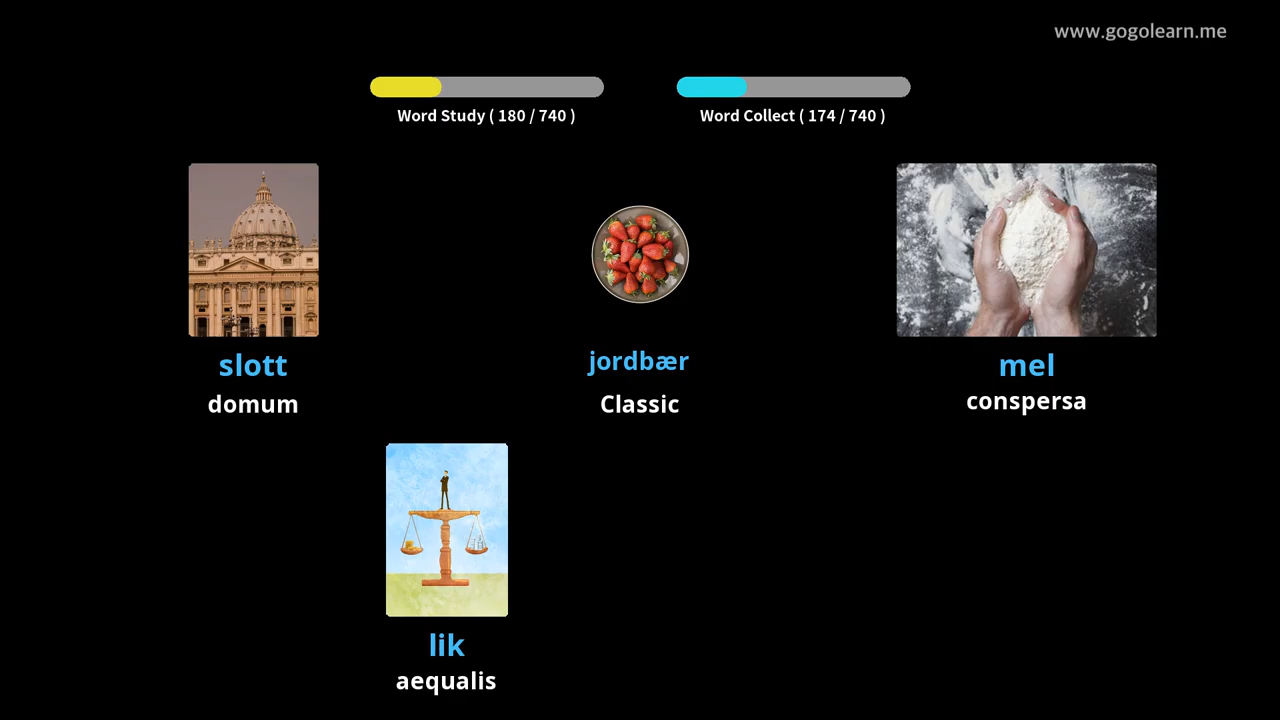 www.gogolearn.me
Word Study ( 180 / 740 )
Word Collect ( 174 / 740 )
slott
domum
jordbær
Classic
mel
conspersa
lik
aequalis